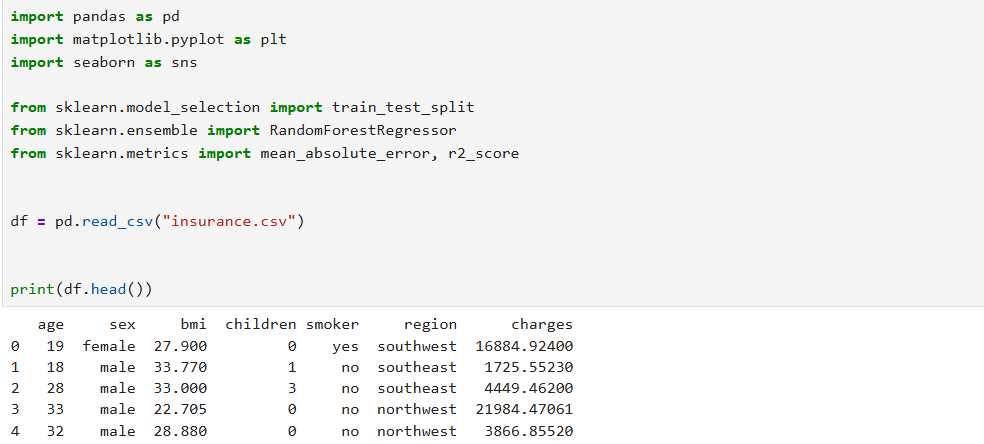 import pandas as pd
import matplotlib.pyplot as plt
import seaborn as sns
from sklearn.model_selection import train_test_split
from sklearn.ensemble import RandomForestRegressor
from sklearn.metrics import mean_absolute_error, r2_score
df = pd.read_csv("insurance.csv")
print(df.head())
   age     sex     bmi  children smoker     region      charges
0   19  female  27.900         0    yes  southwest  16884.92400
1   18    male  33.770         1     no  southeast   1725.55230
2   28    male  33.000         3     no  southeast   4449.46200
3   33    male  22.705         0     no  northwest  21984.47061
4   32    male  28.880         0     no  northwest   3866.85520